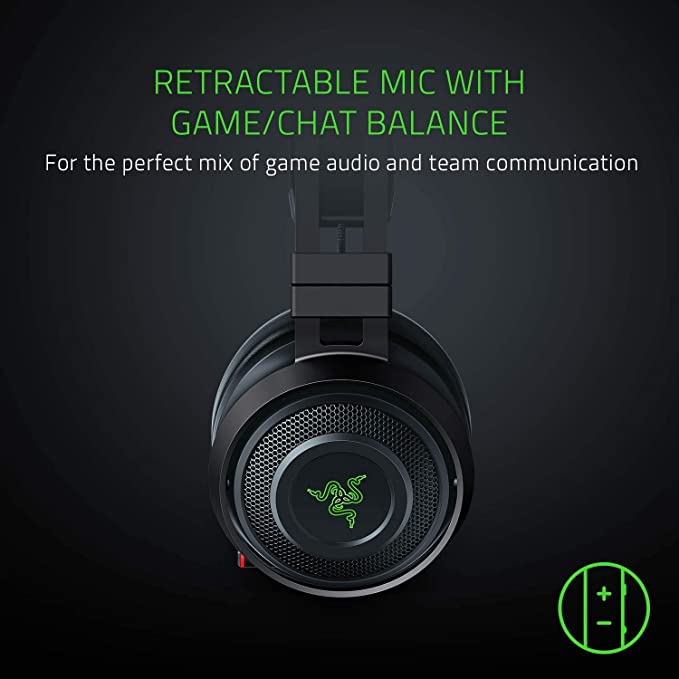 RETRACTABLE MIC WITH
GAME/CHAT BALANCE
For the perfect mix of game audio and team communication
+
-